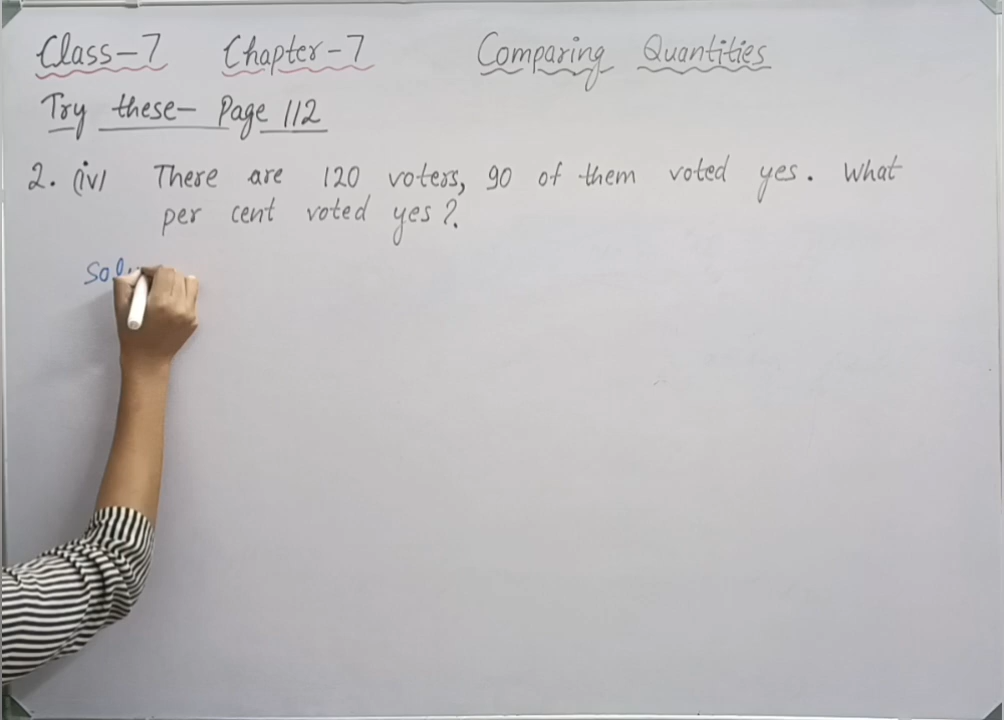 Class-7 Chapter-7 Comparing Quantities
Try these- Page 112
2. (iv) There are 120 voters, 90 of them voted yes. What
per cent voted yes?